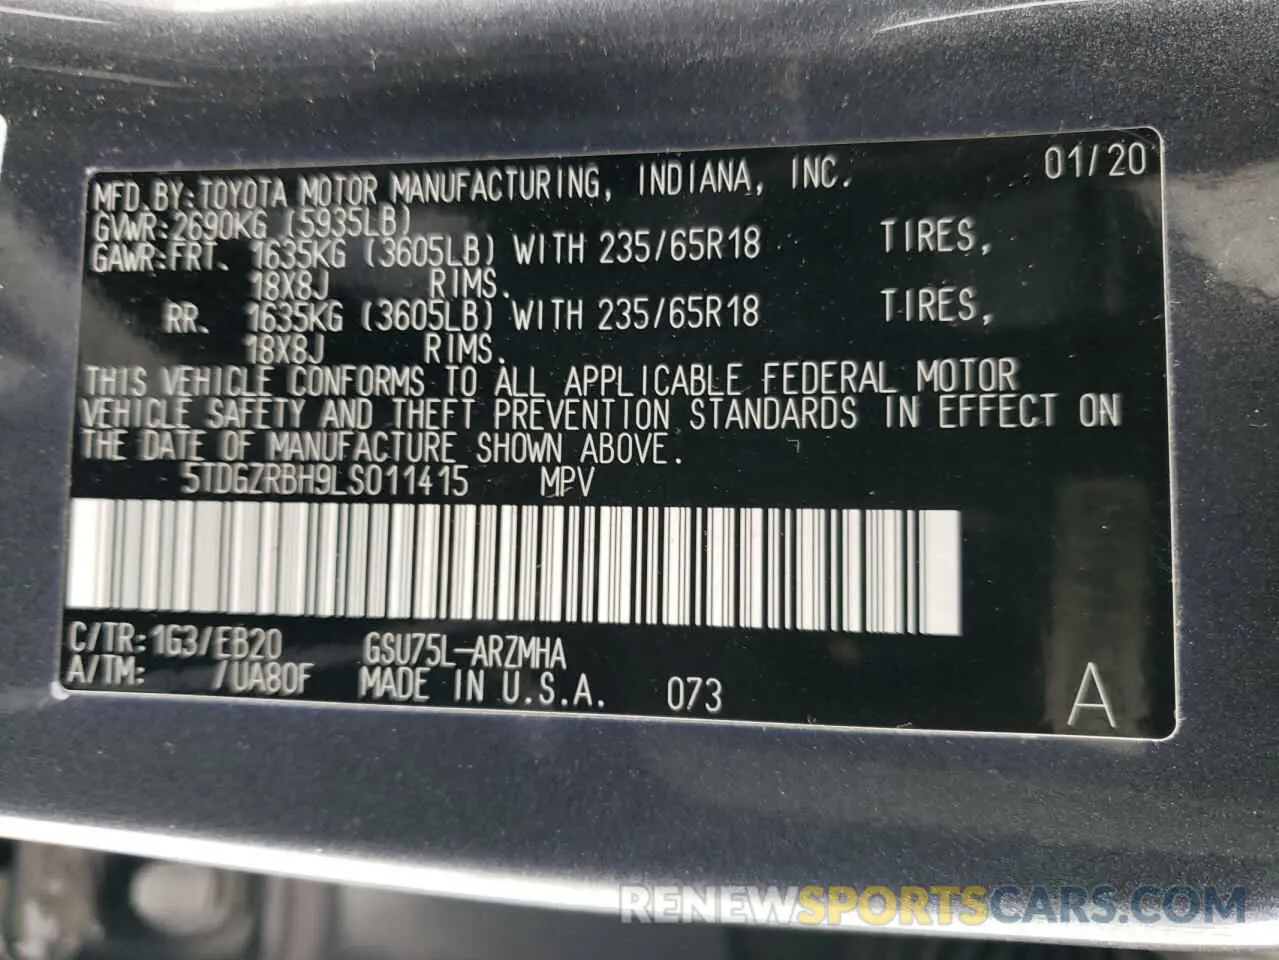 MFD.BY:TOYOTA MOTOR MANUFACTURING, INDIANA, INC. 01/20
GVWR:2690KG (5935LB)
GAWR:FRT. 1635KG (3605LB) WITH 235/65R18 TIRES,
18X8J RIMS.
RR. 1635KG (3605LB) WITH 235/65R18 TIRES,
18X8J RIMS.
THIS VEHICLE CONFORMS TO ALL APPLICABLE FEDERAL MOTOR
VEHICLE SAFETY AND THEFT PREVENTION STANDARDS IN EFFECT ON
THE DATE OF MANUFACTURE SHOWN ABOVE.
5TDGZRBH9LS011415 MPV
C/TR:1G3/EB20 GSU75L-ARZMHA
A/TM: /UA80F MADE IN U.S.A. 073 A
RENEWSPORTSCARS.COM